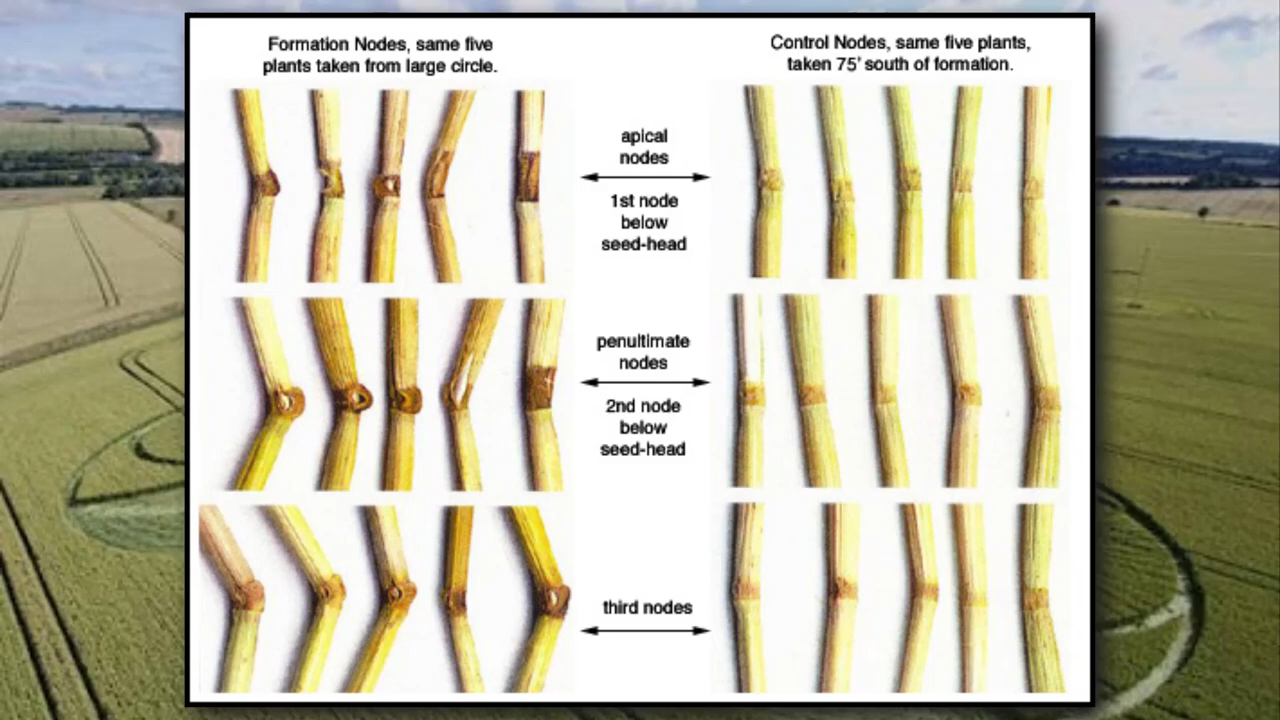 Formation Nodes, same five
plants taken from large circle.
Control Nodes, same five plants,
taken 75' south of formation.
apical
nodes
1st node
below
seed-head
penultimate
nodes
2nd node
below
seed-head
third nodes